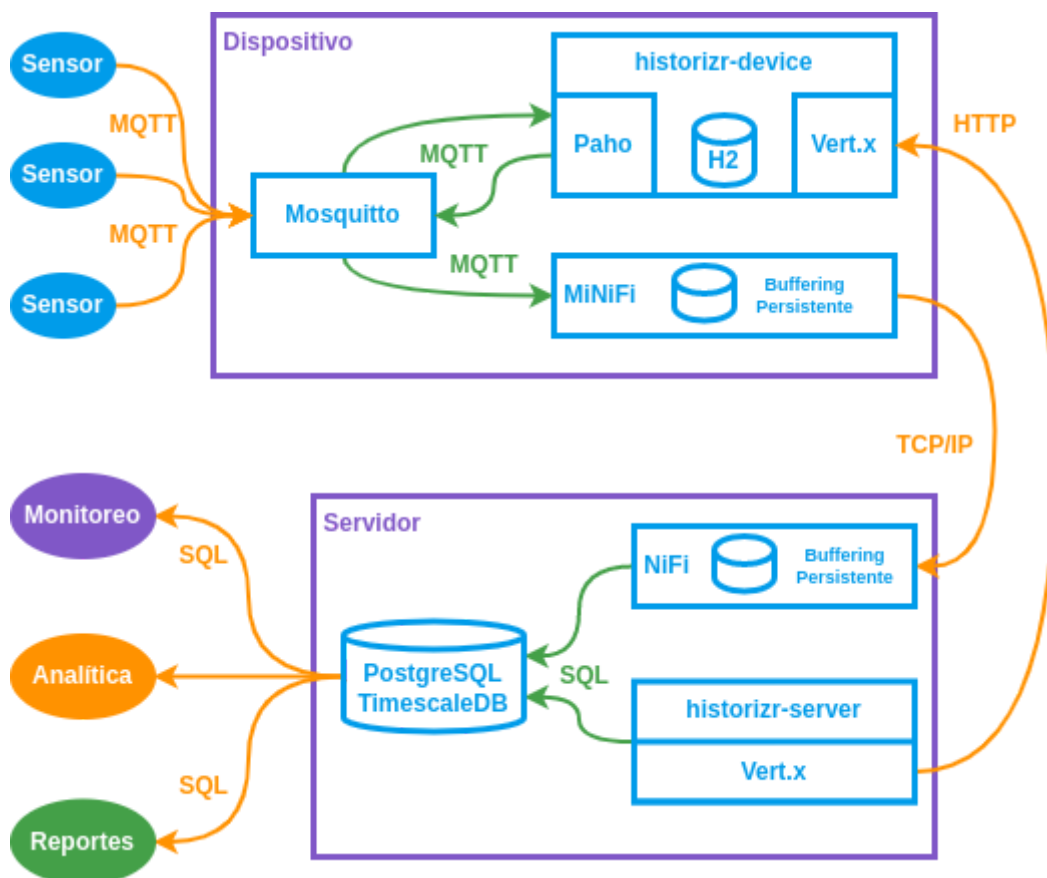 Dispositivo
Sensor
Sensor
Sensor
MQTT
MQTT
Mosquitto
MQTT
MQTT
historizr-device
Paho
H2
Vert.x
HTTP
MiNiFi
Buffering
Persistente
TCP/IP
Servidor
Monitoreo
SQL
Analítica
SQL
Reportes
PostgreSQL
TimescaleDB
SQL
NiFi
Buffering
Persistente
historizr-server
Vert.x